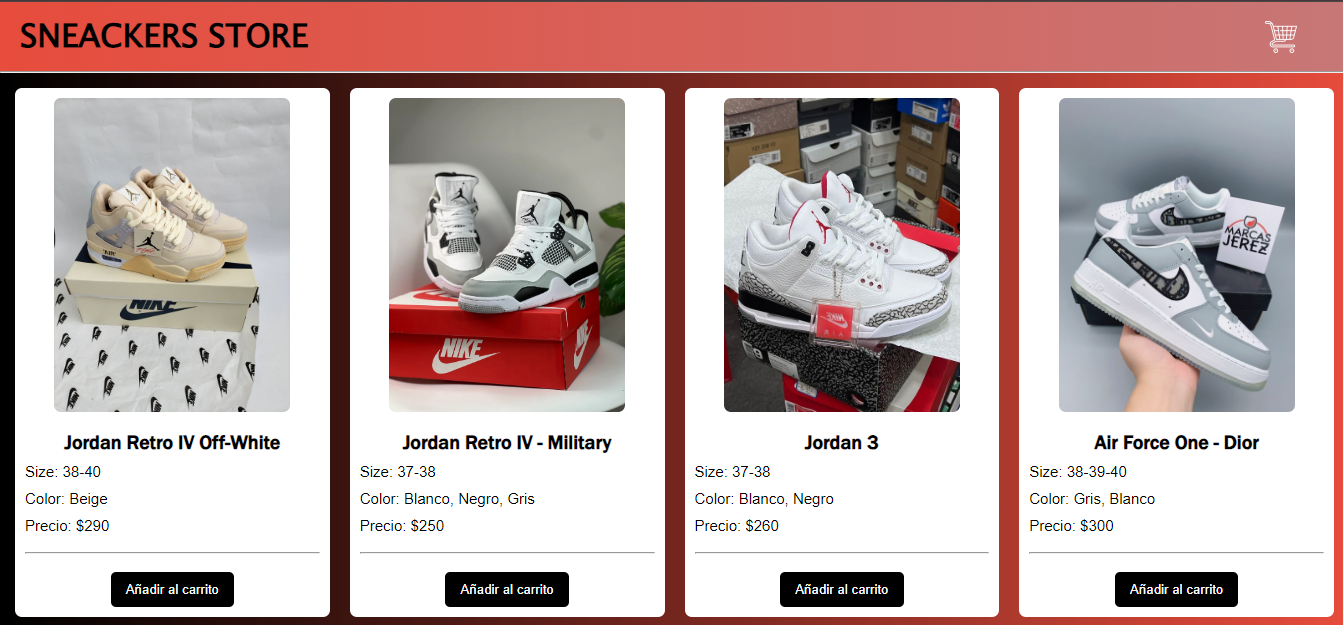 SNEACKERS STORE
NIKE
NIKE
MARCAS
JEREZ
Jordan Retro IV Off-White
Size: 38-40
Color: Beige
Precio: $290
Añadir al carrito
Jordan Retro IV - Military
Size: 37-38
Color: Blanco, Negro, Gris
Precio: $250
Añadir al carrito
Jordan 3
Size: 37-38
Color: Blanco, Negro
Precio: $260
Añadir al carrito
Air Force One - Dior
Size: 38-39-40
Color: Gris, Blanco
Precio: $300
Añadir al carrito